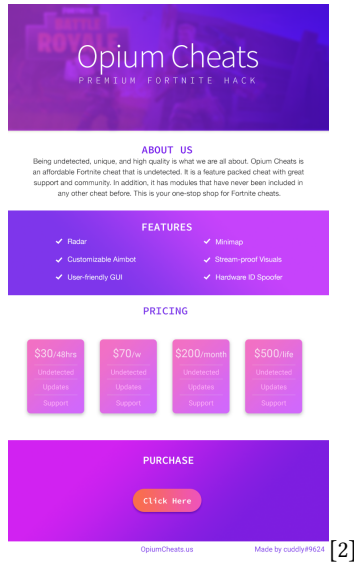 BATTLE
ROYALE
Opium Cheats
PREMIUM FORTNITE HACK
ABOUT US
Being undetected, unique, and high quality is what we are all about. Opium Cheats is
an affordable Fortnite cheat that is undetected. It is a feature packed cheat with great
support and community. In addition, it has modules that have never been included in
any other cheat before. This is your one-stop shop for Fortnite cheats.
FEATURES
Radar
Customizable Aimbot
User-friendly GUI
Minimap
Stream-proof Visuals
Hardware ID Spoofer
PRICING
$30/48hrs
Undetected
Updates
Support
$70/w
Undetected
Updates
Support
$200/month
Undetected
Updates
Support
$500/life
Undetected
Updates
Support
PURCHASE
Click Here
OpiumCheats.us
Made by cuddly#9624
[2]